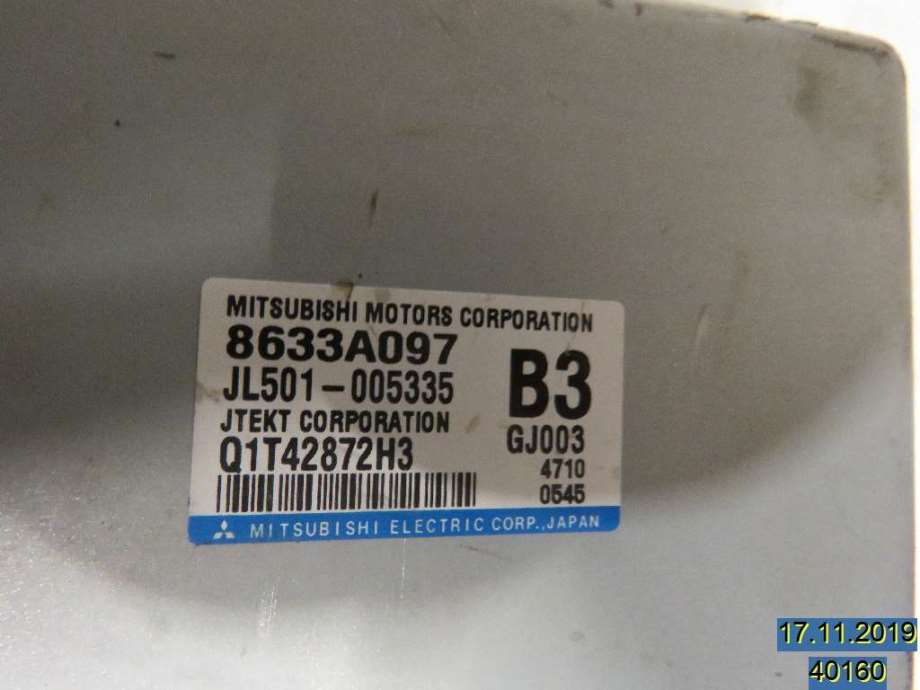 MITSUBISHI MOTORS CORPORATION
8633A097
B3
JL501-005335
JTEKT CORPORATION
GJ003
Q1T42872H3
4710
0545
MITSUBISHI ELECTRIC CORP., JAPAN
17.11.2019
40160